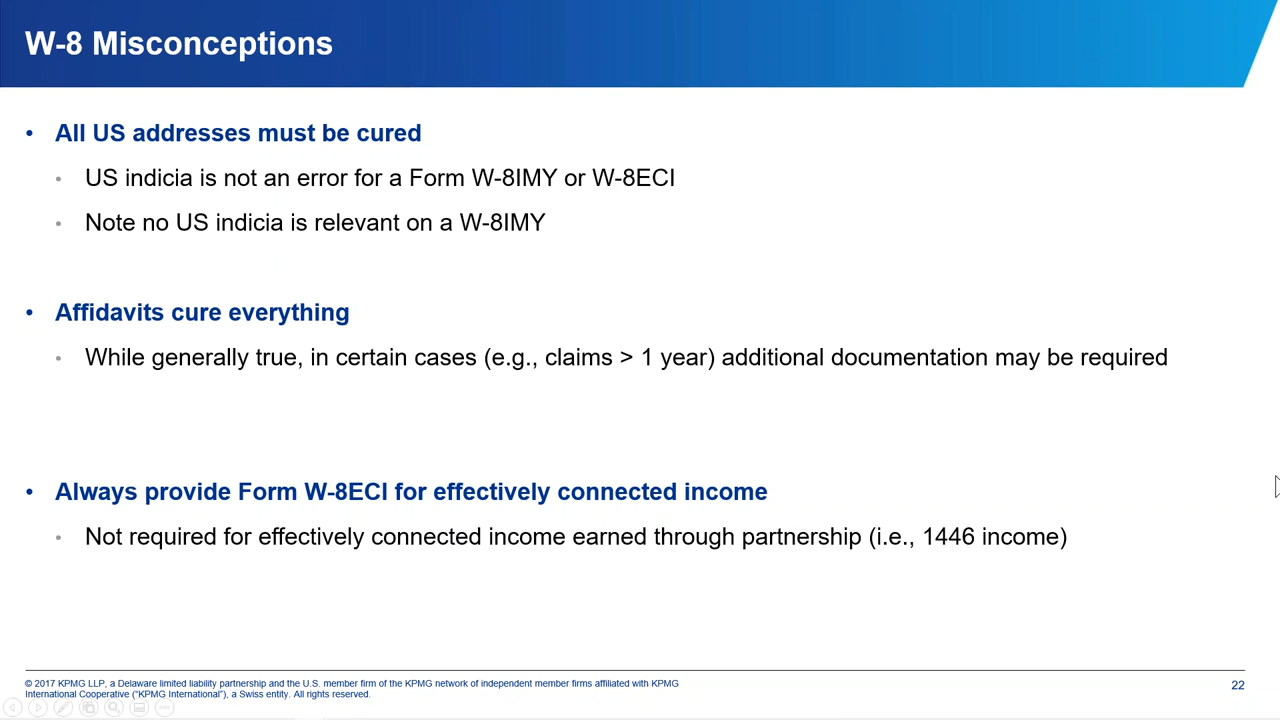 W-8 Misconceptions
• All US addresses must be cured
• US indicia is not an error for a Form W-8IMY or W-8ECI
• Note no US indicia is relevant on a W-8IMY
• Affidavits cure everything
• While generally true, in certain cases (e.g., claims > 1 year) additional documentation may be required
• Always provide Form W-8ECI for effectively connected income
• Not required for effectively connected income earned through partnership (i.e., 1446 income)
© 2017 KPMG LLP, a Delaware limited liability partnership and the U.S. member firm of the KPMG network of independent member firms affiliated with KPMG
International Cooperative (“KPMG International”), a Swiss entity. All rights reserved.
22